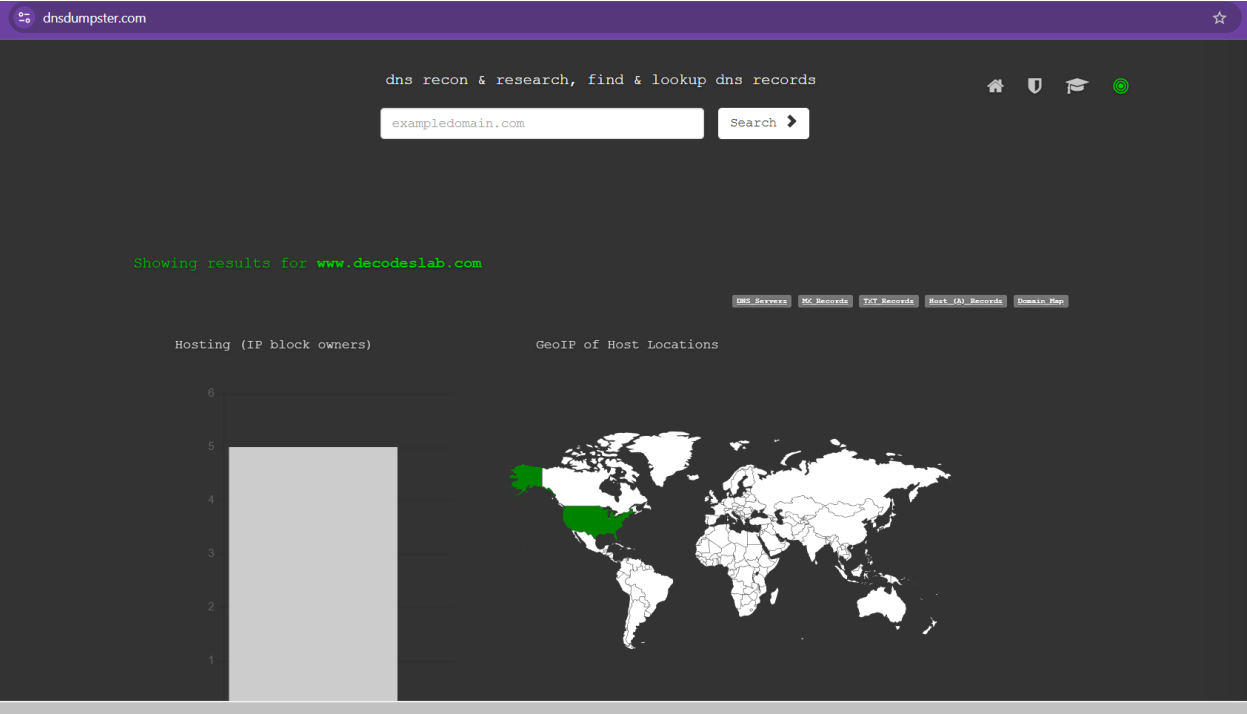 dnsdumpster.com
dns recon & research, find & lookup dns records
exampledomain.com
Search
Showing results for www.decodeslab.com
DNS Servers MX Records TXT Records Host (A) Records Domain Map
Hosting (IP block owners)
GeoIP of Host Locations
6
5
4
3
2
1